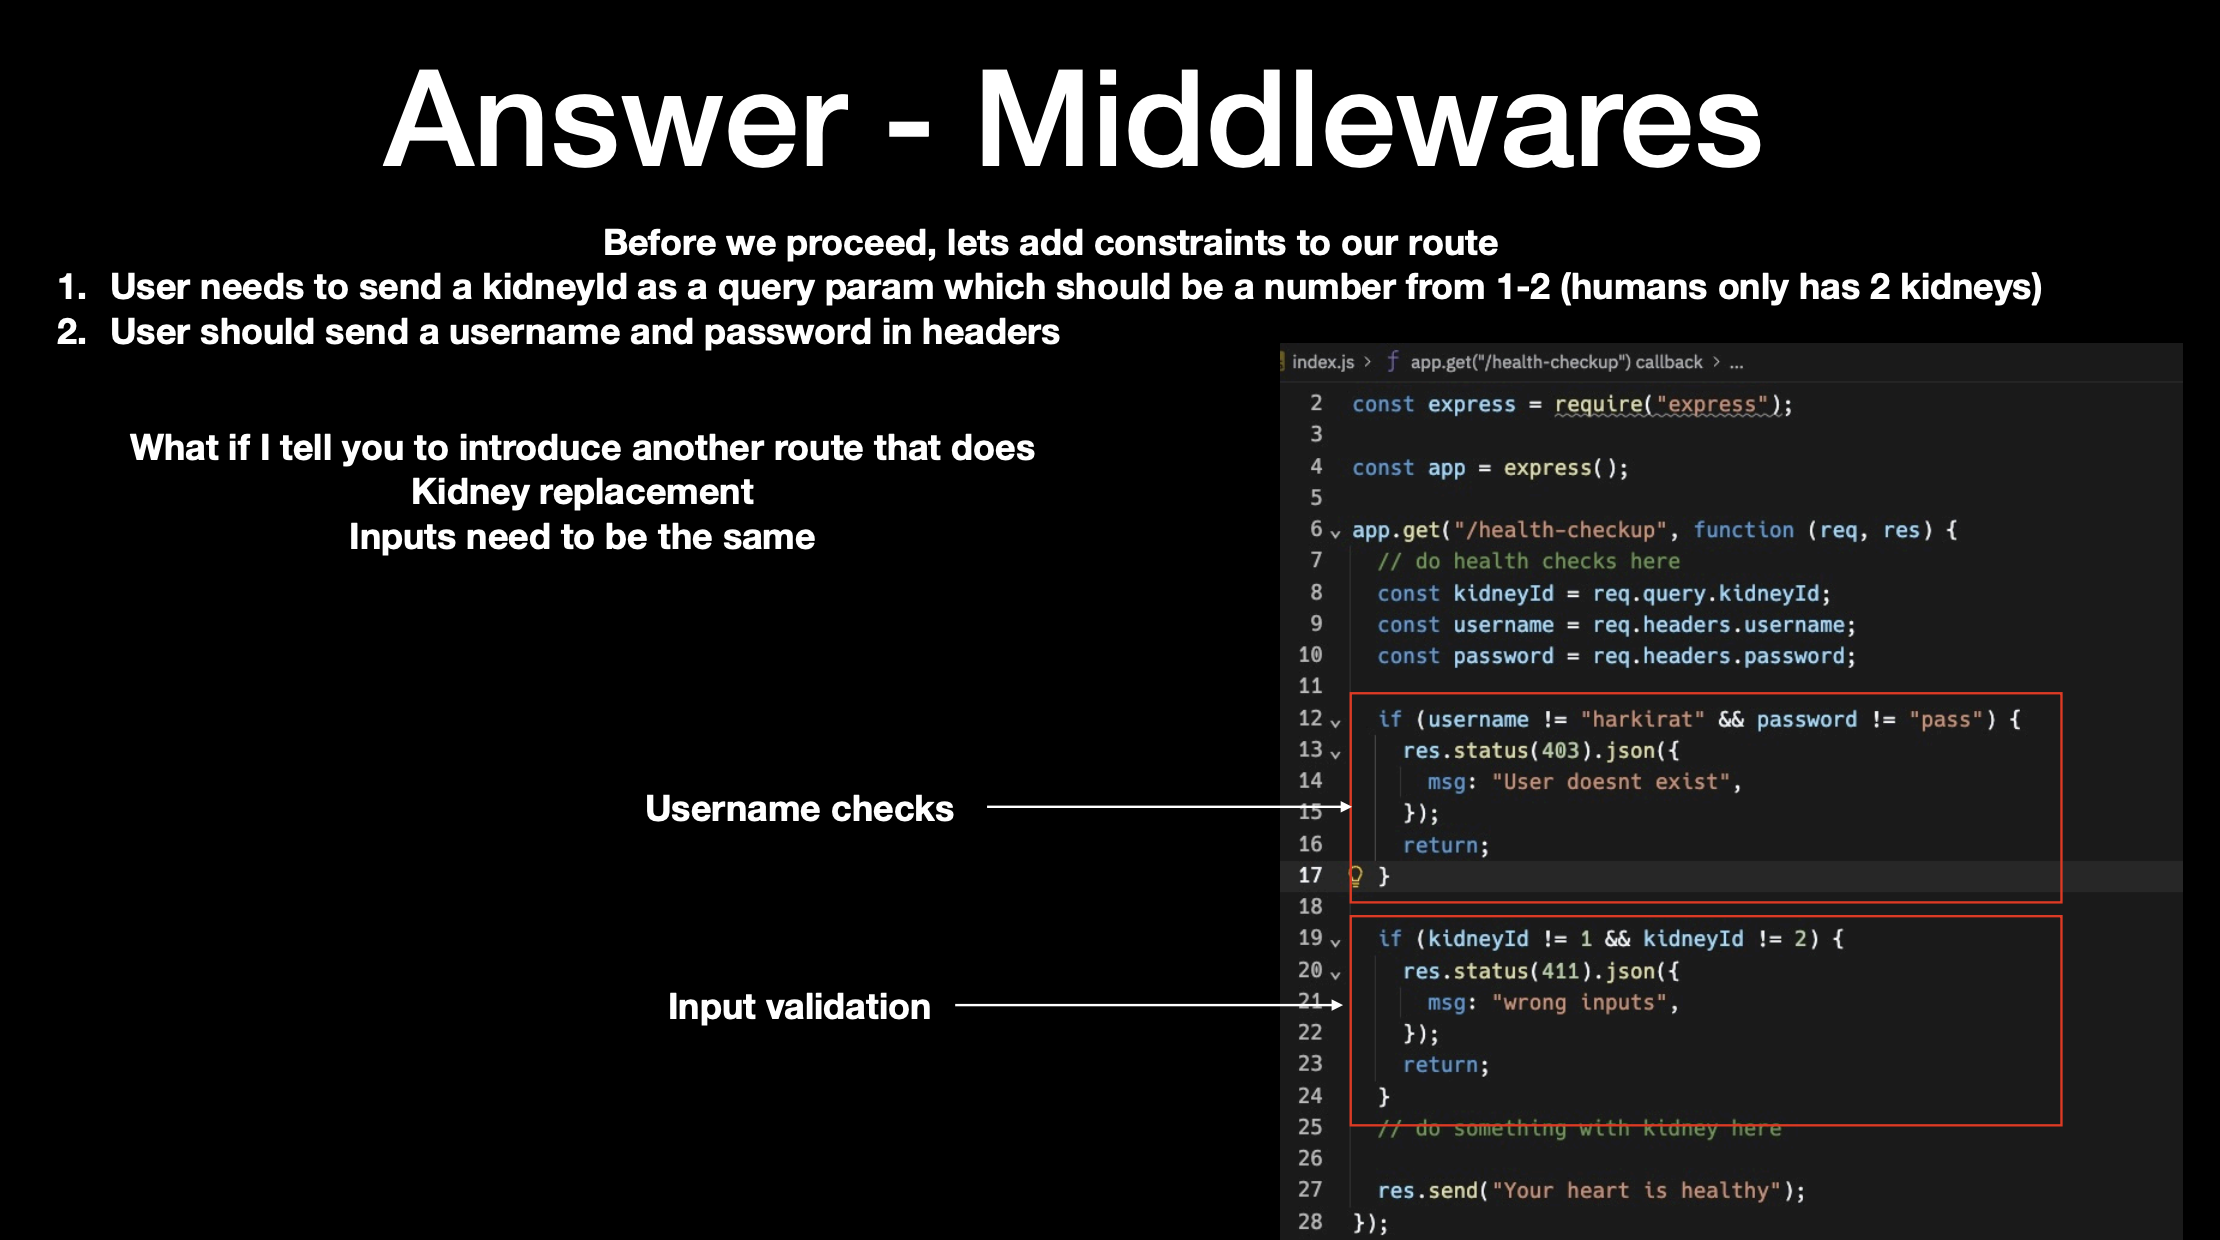 Answer - Middlewares
Before we proceed, lets add constraints to our route
1. User needs to send a kidneyId as a query param which should be a number from 1-2 (humans only has 2 kidneys)
2. User should send a username and password in headers
What if I tell you to introduce another route that does
Kidney replacement
Inputs need to be the same
Username checks
Input validation
index.js > app.get("/health-checkup") callback > ...
2 const express = require("express");
3
4 const app = express();
5
6 app.get("/health-checkup", function (req, res) {
7 // do health checks here
8 const kidneyId = req.query.kidneyId;
9 const username = req.headers.username;
10 const password = req.headers.password;
11
12 if (username != "harkirat" && password != "pass") {
13 res.status(403).json({
14 msg: "User doesnt exist",
15 });
16 return;
17 }
18
19 if (kidneyId != 1 && kidneyId != 2) {
20 res.status(411).json({
21 msg: "wrong inputs",
22 });
23 return;
24 }
25 // do something with kidney here
26
27 res.send("Your heart is healthy");
28 });